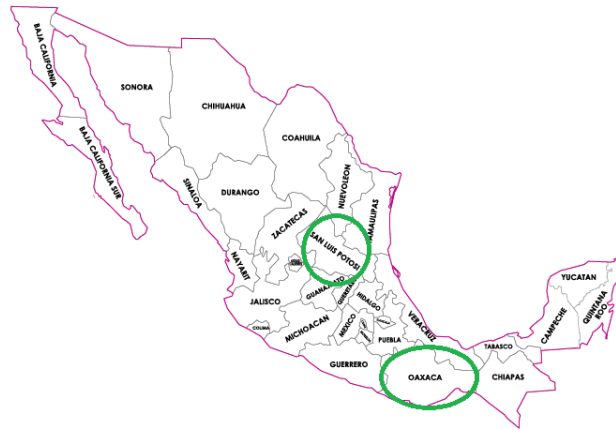 BAJA CALIFORNIA
SONORA
CHIHUAHUA
COAHUILA
BAJA CALIFORNIA SUR
SINALOA
DURANGO
NUEVOLEON
TAMAULIPAS
ZACATECAS
SAN LUIS POTOSI
NAYARIT
JALISCO
GUANAJUATO
QUERETARO
HIDALGO
COLIMA
MICHOACAN
MEXICO
PUEBLA
VERACRUZ
GUERRERO
OAXACA
TABASCO
CHIAPAS
CAMPECHE
YUCATAN
QUINTANA
ROO